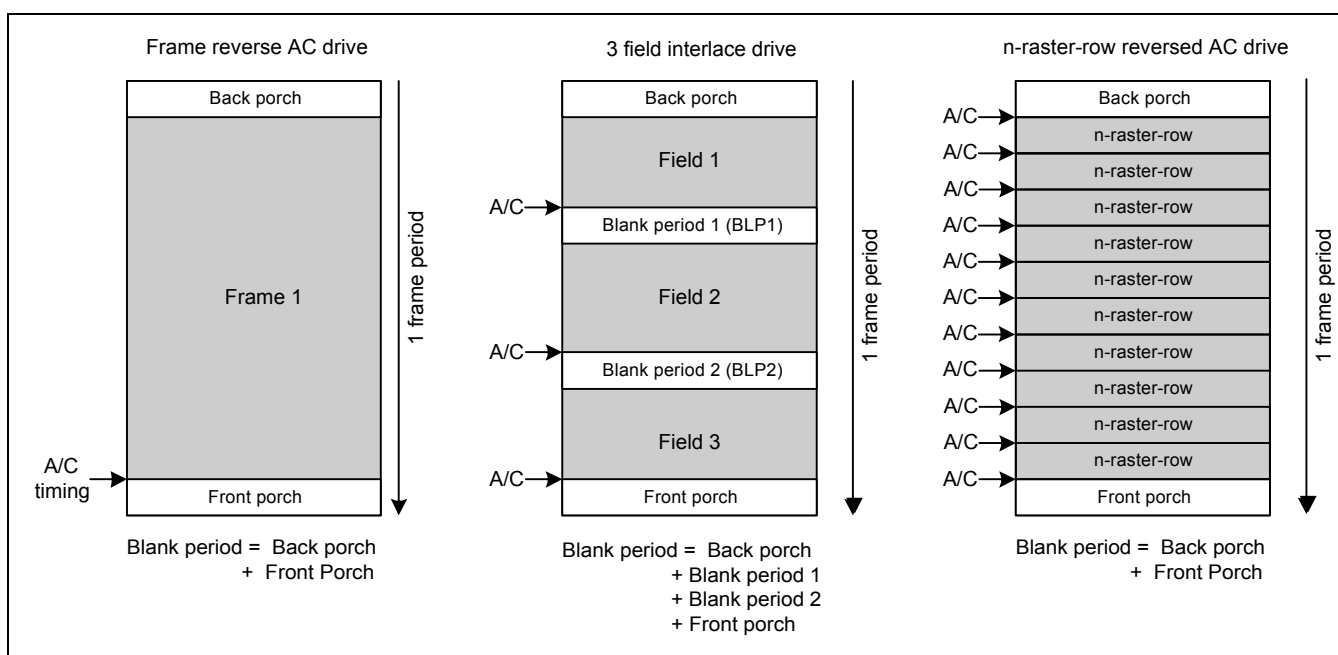 Frame reverse AC drive
Back porch
Frame 1
A/C
timing
Front porch
1 frame period
Blank period = Back porch
+ Front Porch
3 field interlace drive
Back porch
Field 1
A/C
Blank period 1 (BLP1)
Field 2
A/C
Blank period 2 (BLP2)
Field 3
A/C
Front porch
1 frame period
Blank period = Back porch
+ Blank period 1
+ Blank period 2
+ Front porch
n-raster-row reversed AC drive
Back porch
A/C
n-raster-row
A/C
n-raster-row
A/C
n-raster-row
A/C
n-raster-row
A/C
n-raster-row
A/C
n-raster-row
A/C
n-raster-row
A/C
n-raster-row
A/C
n-raster-row
A/C
n-raster-row
A/C
Front porch
1 frame period
Blank period = Back porch
+ Front Porch